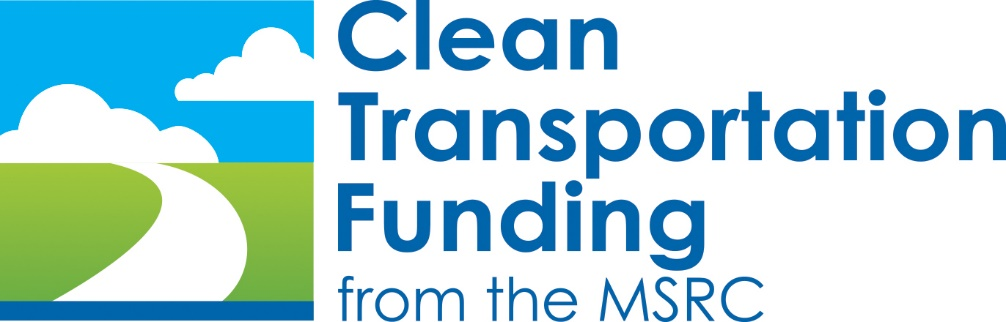 Clean
Transportation
Funding
from the MSRC